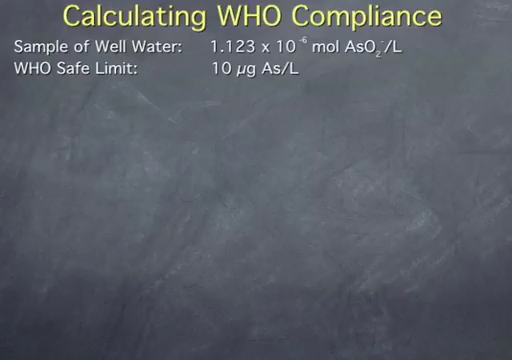 Calculating WHO Compliance
Sample of Well Water: 1.123 x 10⁻⁶ mol AsO₂⁻/L
WHO Safe Limit: 10 µg As/L